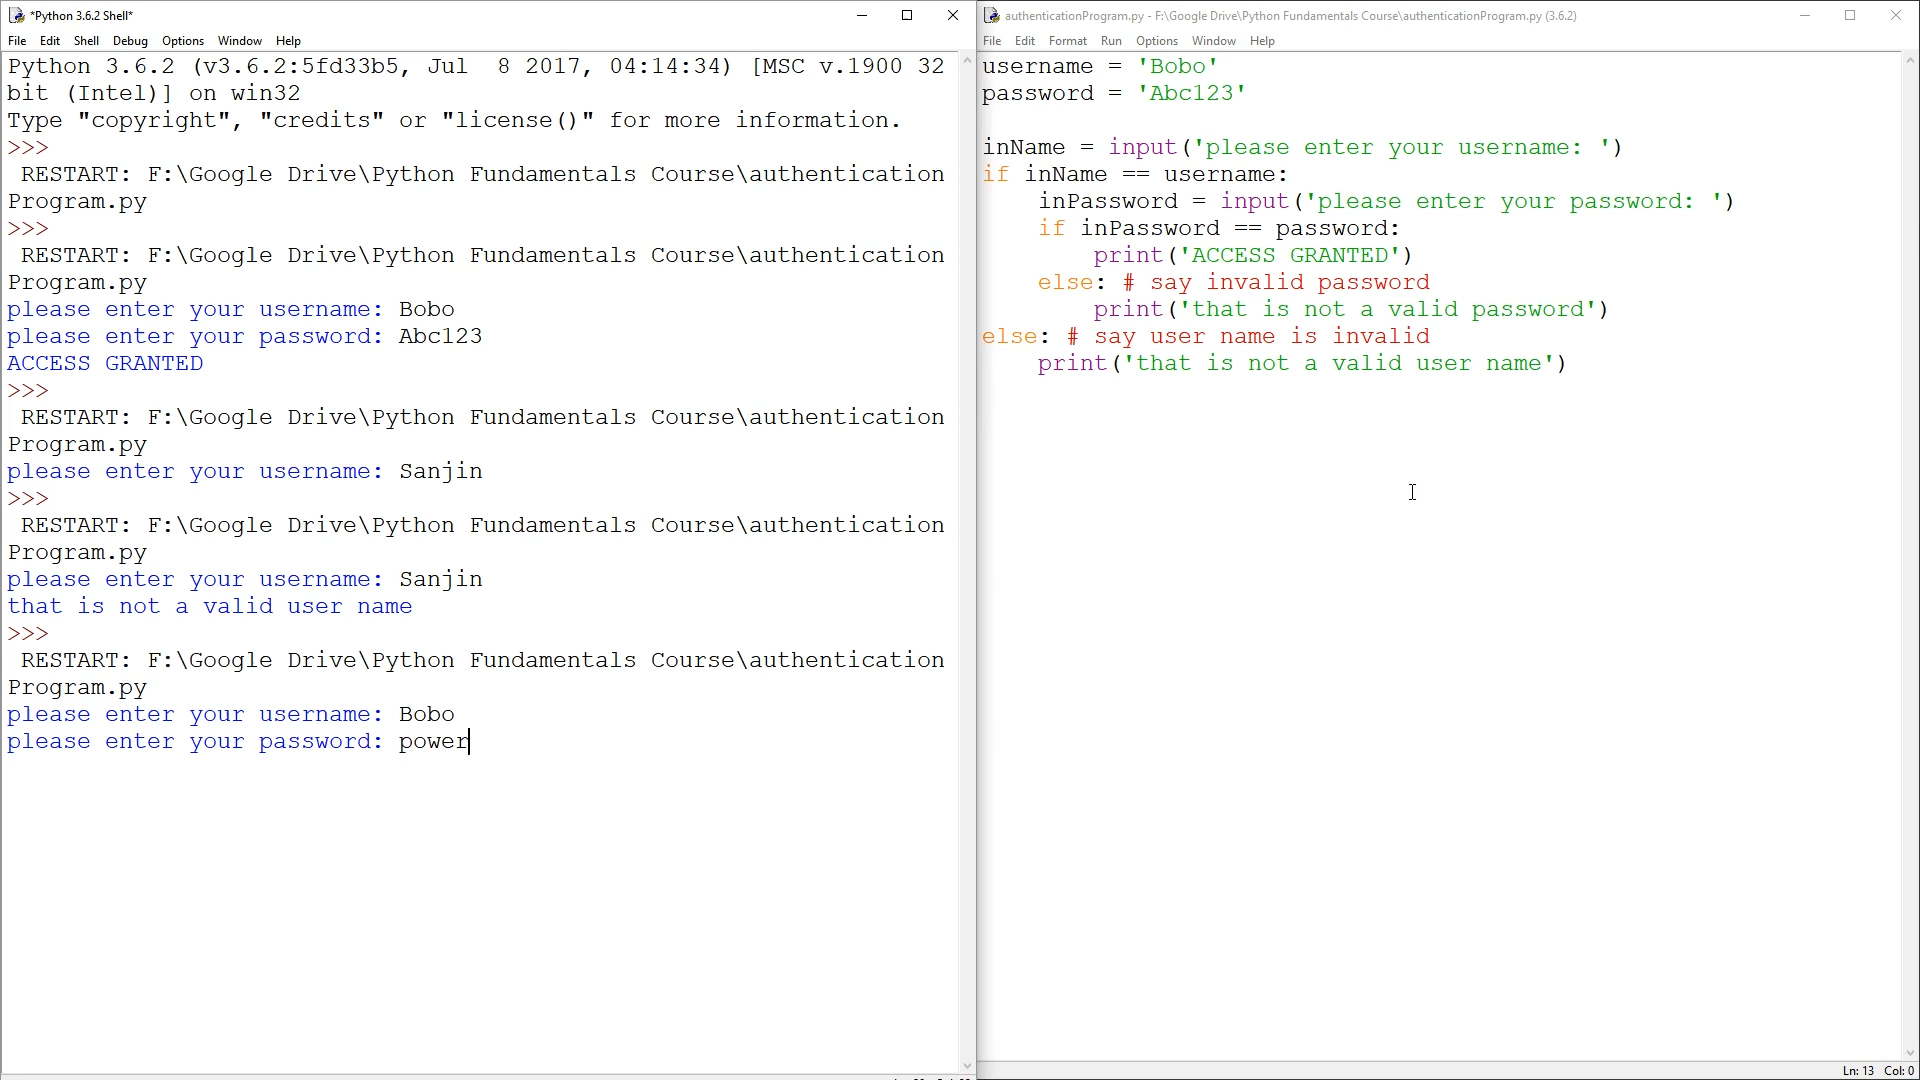 *Python 3.6.2 Shell*
File Edit Shell Debug Options Window Help
Python 3.6.2 (v3.6.2:5fd33b5, Jul  8 2017, 04:14:34) [MSC v.1900 32
bit (Intel)] on win32
Type "copyright", "credits" or "license()" for more information.
>>>
 RESTART: F:\Google Drive\Python Fundamentals Course\authentication
Program.py
>>>
 RESTART: F:\Google Drive\Python Fundamentals Course\authentication
Program.py
please enter your username: Bobo
please enter your password: Abc123
ACCESS GRANTED
>>>
 RESTART: F:\Google Drive\Python Fundamentals Course\authentication
Program.py
please enter your username: Sanjin
>>>
 RESTART: F:\Google Drive\Python Fundamentals Course\authentication
Program.py
please enter your username: Sanjin
that is not a valid user name
>>>
 RESTART: F:\Google Drive\Python Fundamentals Course\authentication
Program.py
please enter your username: Bobo
please enter your password: power
authenticationProgram.py - F:\Google Drive\Python Fundamentals Course\authenticationProgram.py (3.6.2)
File Edit Format Run Options Window Help
username = 'Bobo'
password = 'Abc123'
inName = input('please enter your username: ')
if inName == username:
    inPassword = input('please enter your password: ')
    if inPassword == password:
        print('ACCESS GRANTED')
    else: # say invalid password
        print('that is not a valid password')
else: # say user name is invalid
    print('that is not a valid user name')
Ln: 13 Col: 0